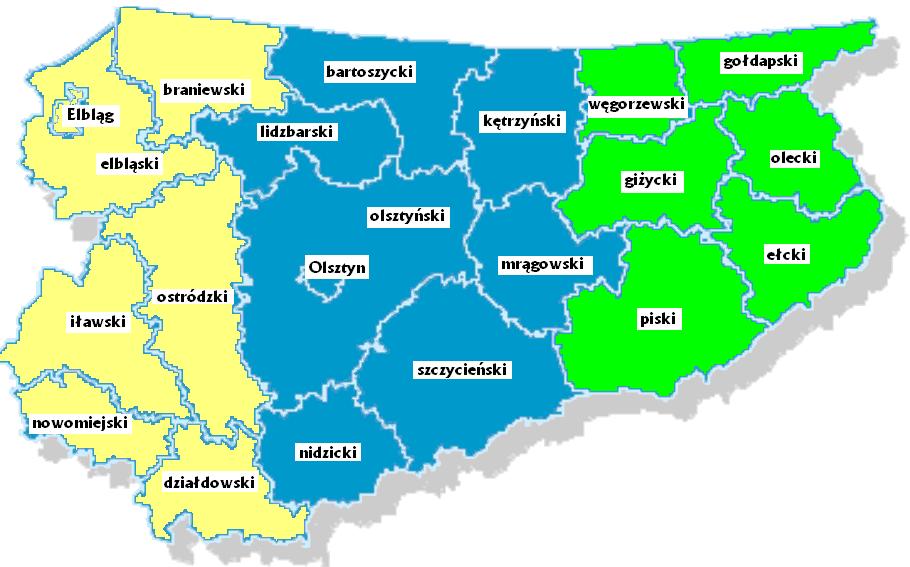 gołdapski
bartoszycki
braniewski
węgorzewski
Elbląg
kętrzyński
lidzbarski
elbląski
olecki
giżycki
olsztyński
ełcki
mrągowski
Olsztyn
ostródzki
iławski
piski
szczycieński
nowomiejski
nidzicki
działdowski